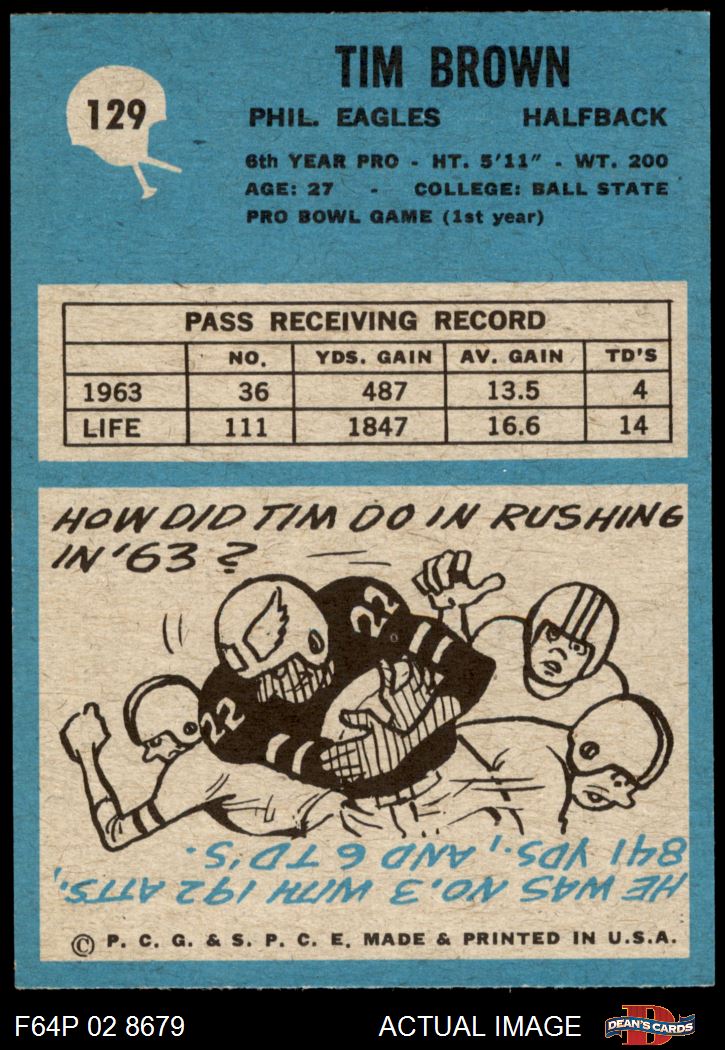 129
TIM BROWN
PHIL. EAGLES HALFBACK
6th YEAR PRO - HT. 5'11" - WT. 200
AGE: 27 - COLLEGE: BALL STATE
PRO BOWL GAME (1st year)
PASS RECEIVING RECORD
NO. YDS. GAIN AV. GAIN TD'S
1963 36 487 13.5 4
LIFE 111 1847 16.6 14
HOW DID TIM DO IN RUSHING
IN '63?
22
22
HE WAS NO.3 WITH 192 ATTS.,
841 YDS., AND 6 TD'S.
© P. C. G. & S. P. C. E. MADE & PRINTED IN U.S.A.
F64P 02 8679 ACTUAL IMAGE
D
DEAN'S CARDS